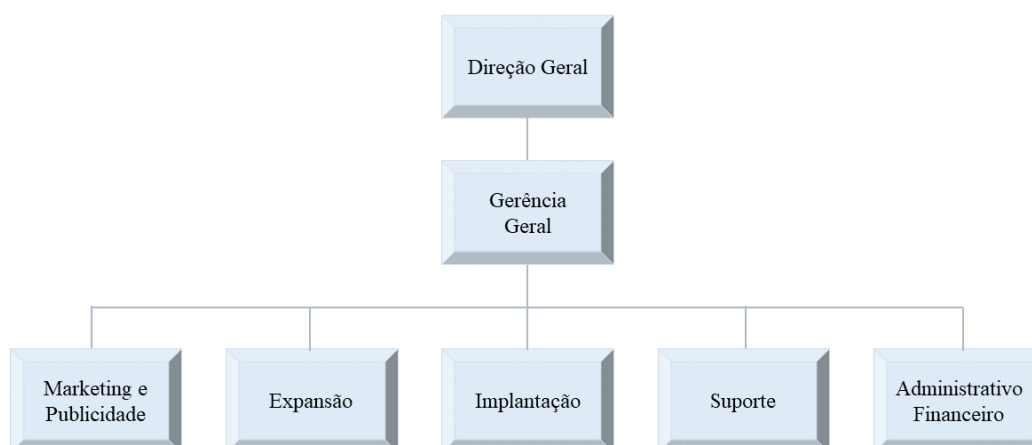 Direção Geral
Gerência
Geral
Marketing e
Publicidade
Expansão
Implantação
Suporte
Administrativo
Financeiro